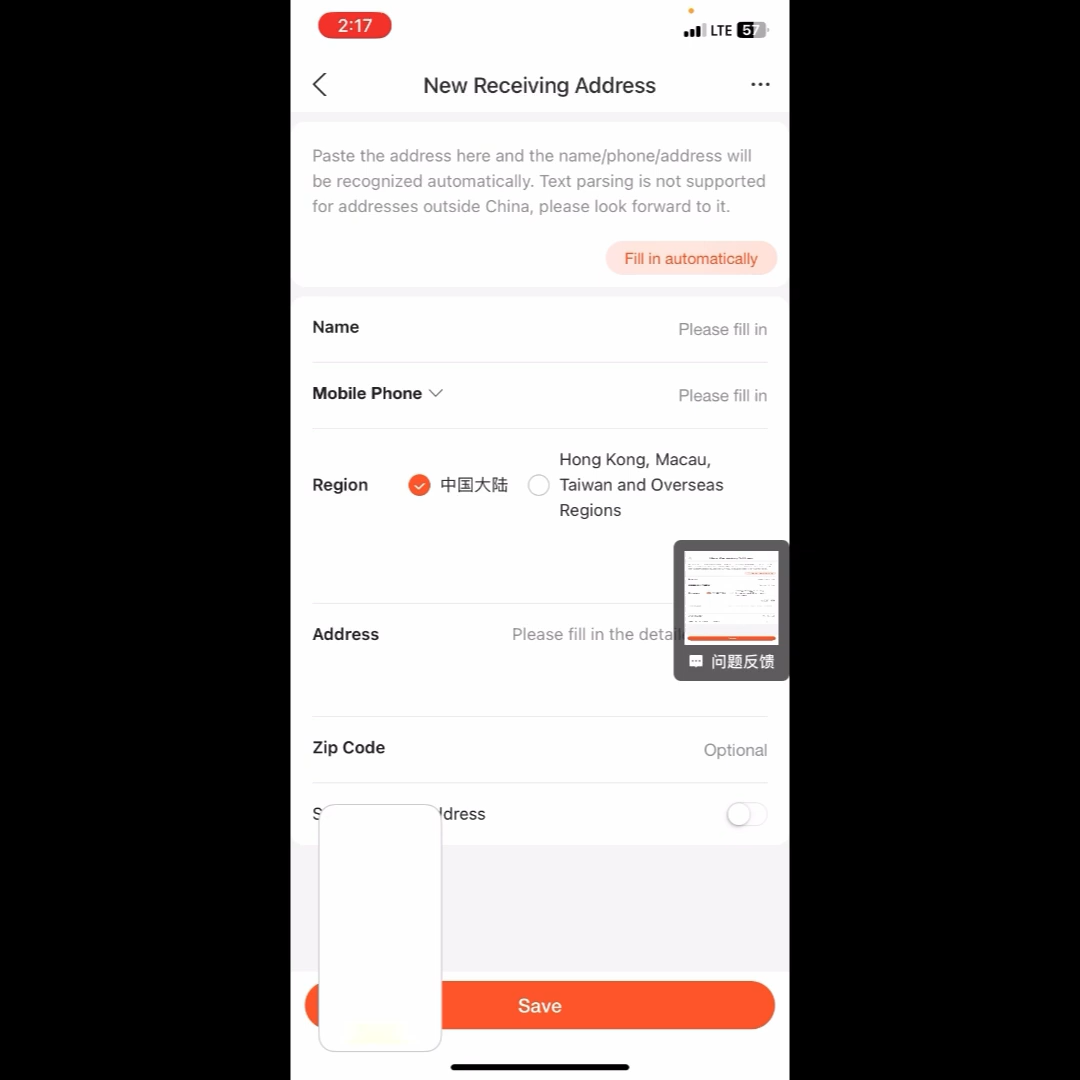 2:17
LTE 57
New Receiving Address
Paste the address here and the name/phone/address will
be recognized automatically. Text parsing is not supported
for addresses outside China, please look forward to it.
Fill in automatically
Name
Please fill in
Mobile Phone
Please fill in
Hong Kong, Macau,
Region 中国大陆 Taiwan and Overseas
Regions
Address
Please fill in the detail
问题反馈
Zip Code
Optional
dress
Save